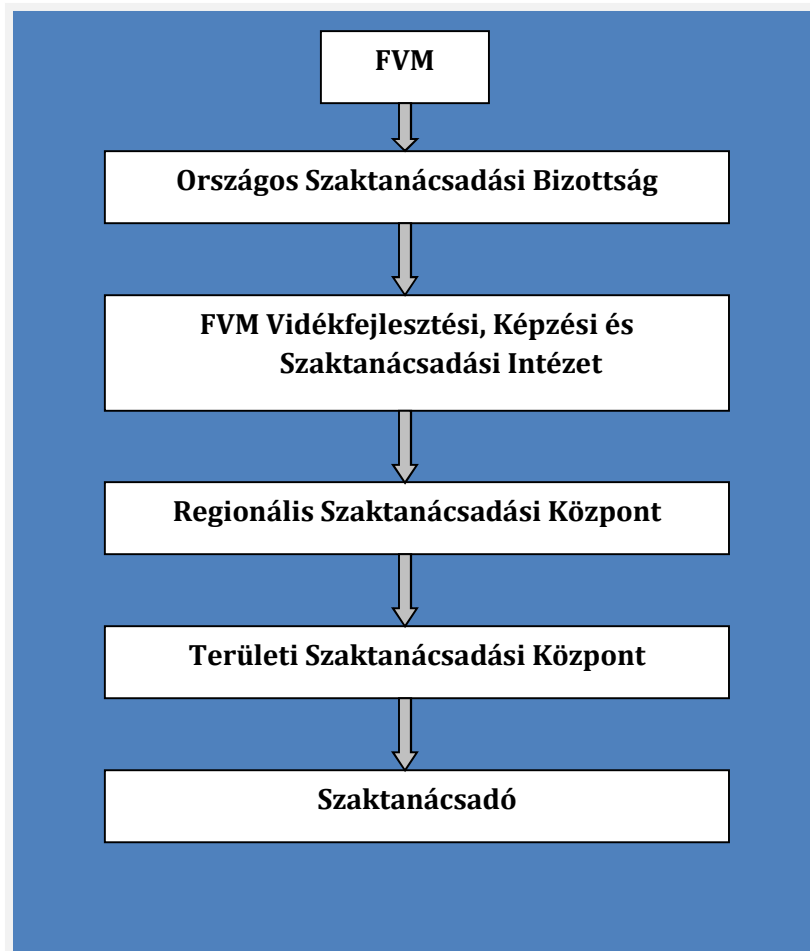 FVM
Országos Szaktanácsadási Bizottság
FVM Vidékfejlesztési, Képzési és
Szaktanácsadási Intézet
Regionális Szaktanácsadási Központ
Területi Szaktanácsadási Központ
Szaktanácsadó